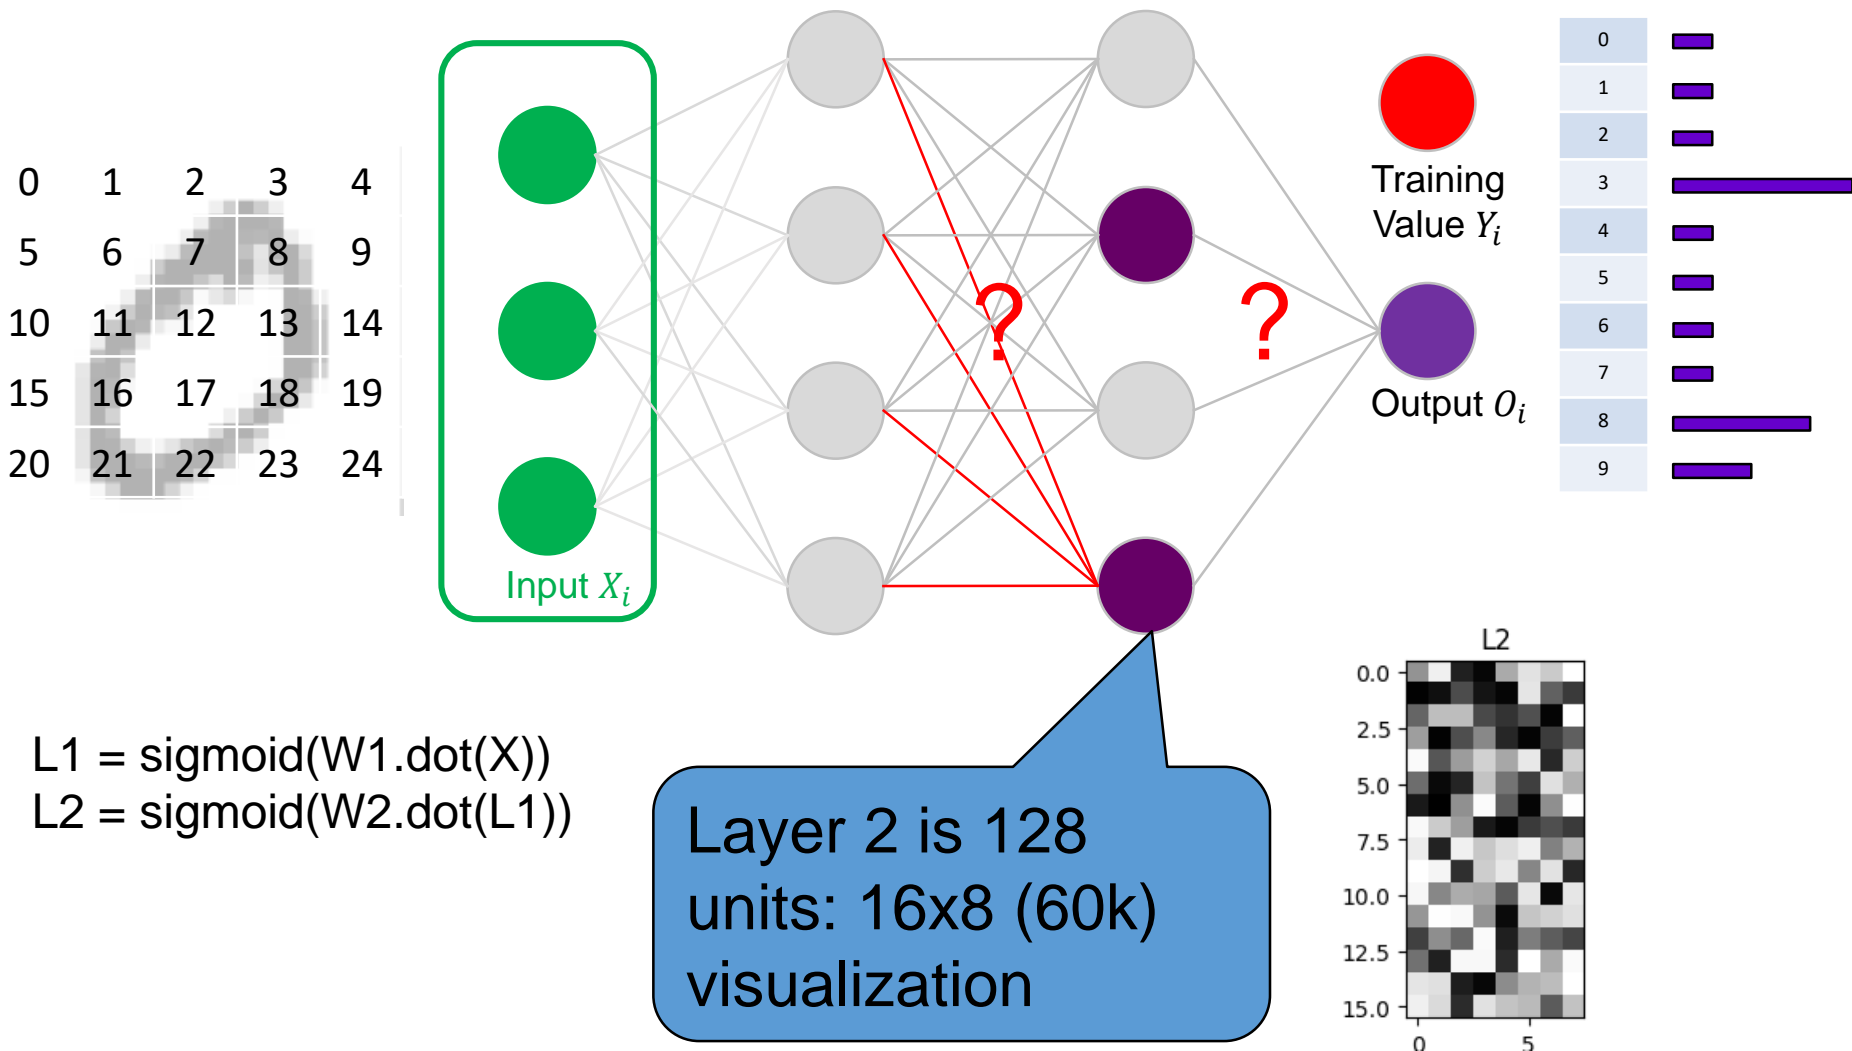 0 1 2 3 4
5 6 7 8 9
10 11 12 13 14
15 16 17 18 19
20 21 22 23 24
Input X_i
?
?
Training
Value Y_i
Output O_i
0
1
2
3
4
5
6
7
8
9
L1 = sigmoid(W1.dot(X))
L2 = sigmoid(W2.dot(L1))
Layer 2 is 128
units: 16x8 (60k)
visualization
L2
0.0
2.5
5.0
7.5
10.0
12.5
15.0
0 5